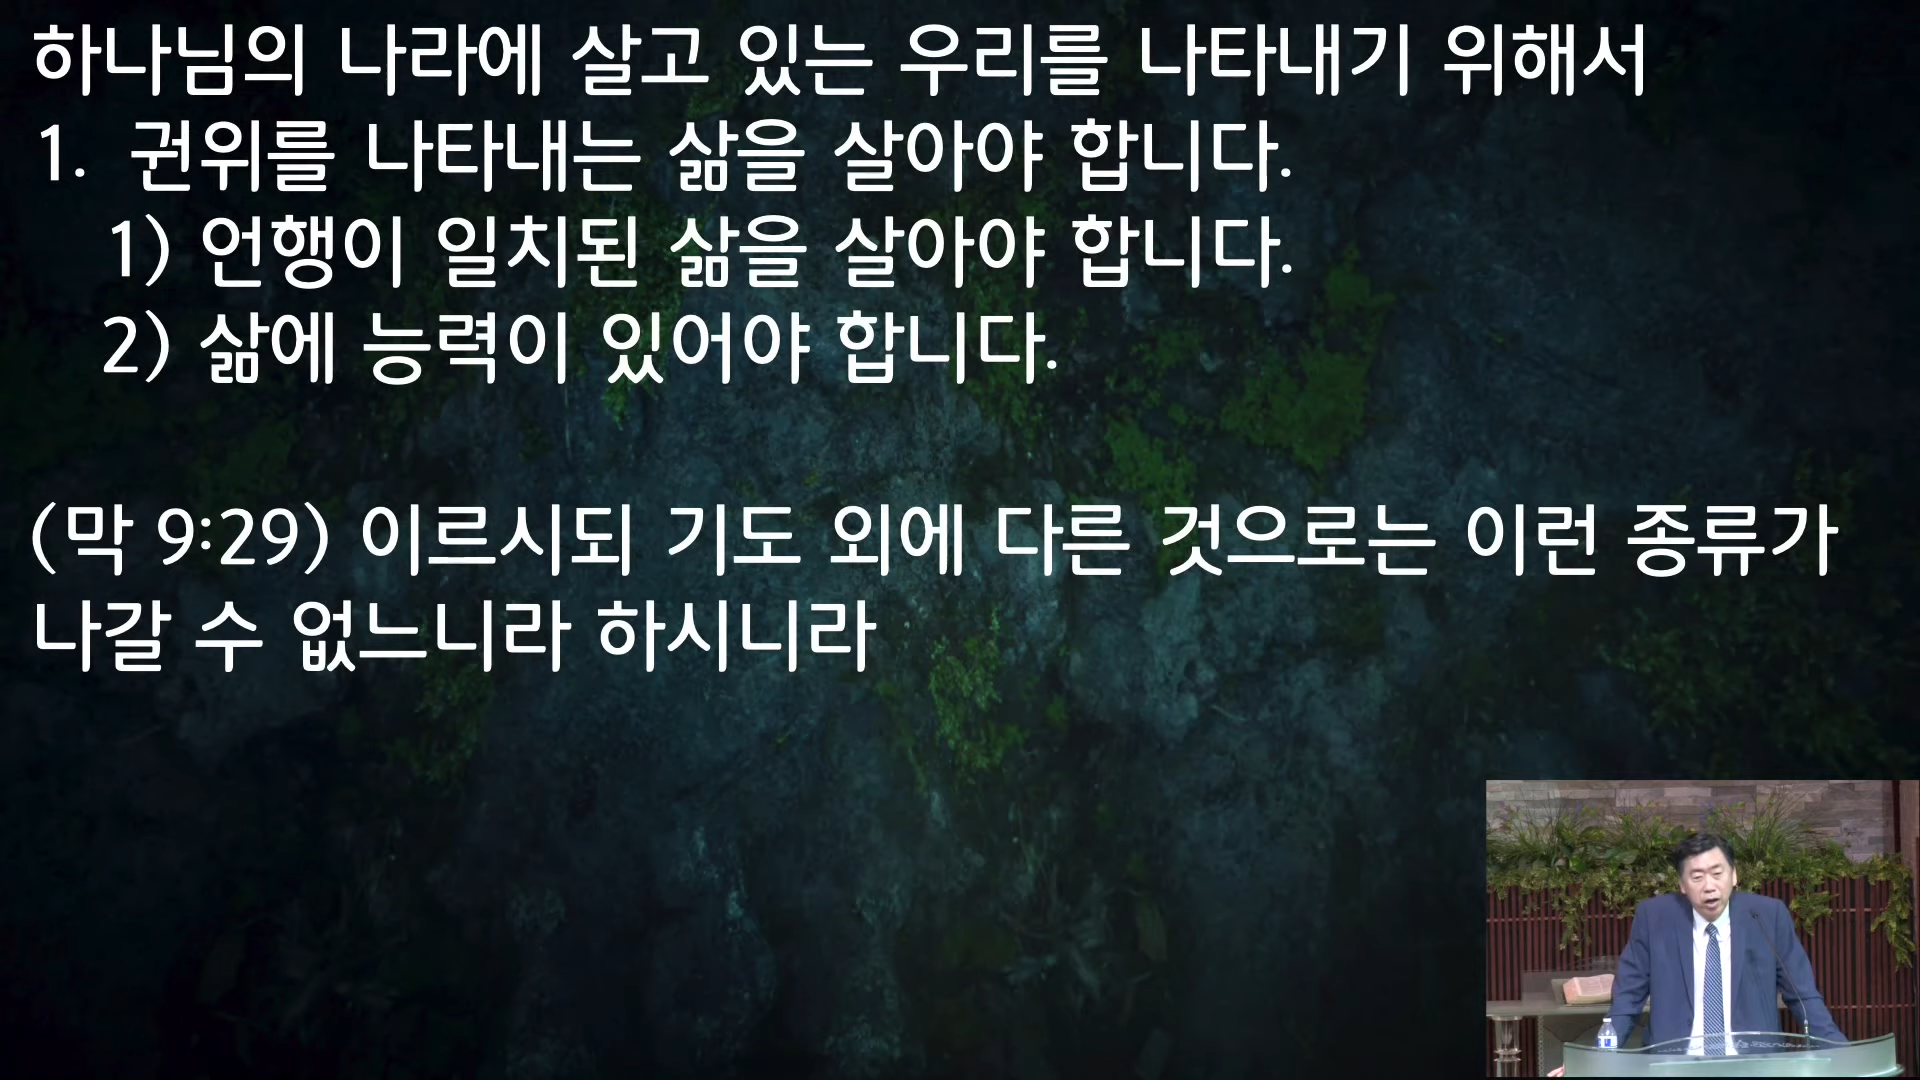 하나님의 나라에 살고 있는 우리를 나타내기 위해서
1. 권위를 나타내는 삶을 살아야 합니다.
1) 언행이 일치된 삶을 살아야 합니다.
2) 삶에 능력이 있어야 합니다.
(막 9:29) 이르시되 기도 외에 다른 것으로는 이런 종류가
나갈 수 없느니라 하시니라